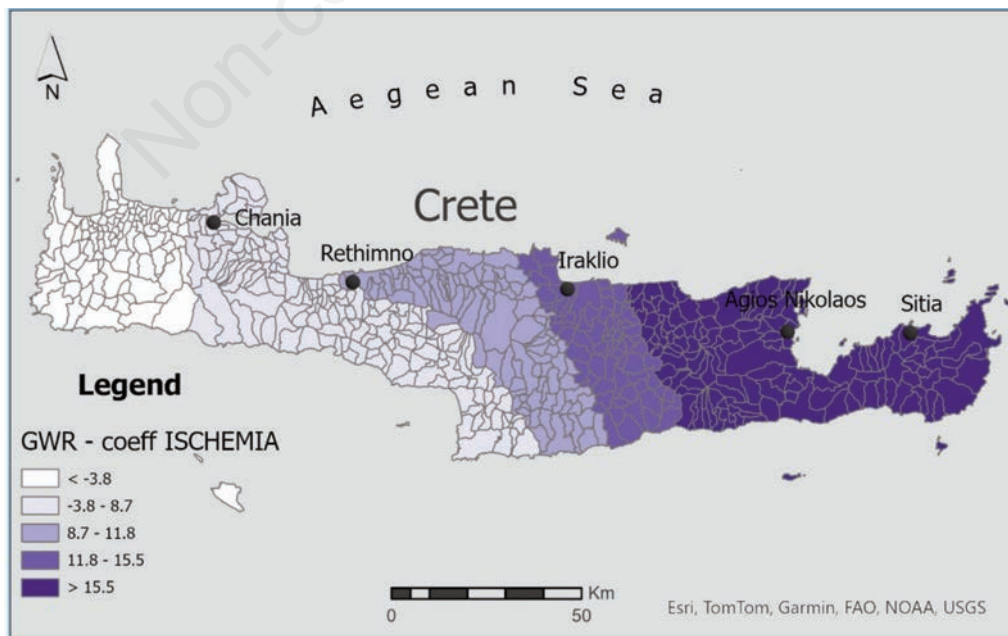 Non-co
N
Aegean Sea
Crete
Chania
Rethimno
Iraklio
Agios Nikolaos
Sitia
Legend
GWR - coeff ISCHEMIA
< -3.8
-3.8 - 8.7
8.7 - 11.8
11.8 - 15.5
> 15.5
Km
0 50
Esri, TomTom, Garmin, FAO, NOAA, USGS